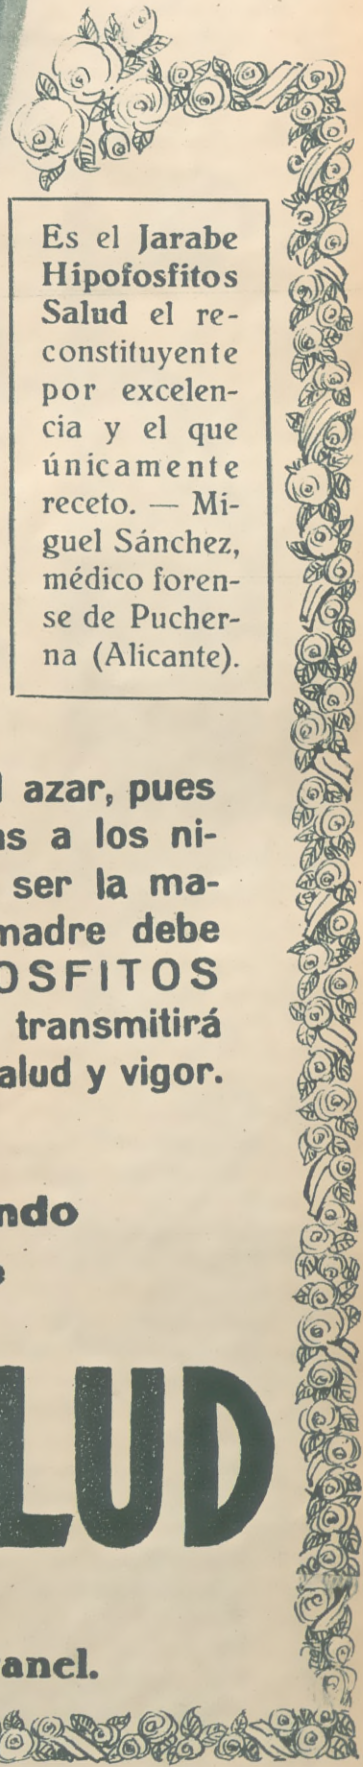 Es el Jarabe
Hipofosfitos
Salud el re-
constituyente
por excelen-
cia y el que
únicamente
receto. — Mi-
guel Sánchez,
médico foren-
se de Pucher-
na (Alicante).
l azar, pues
as a los ni-
ser la ma-
madre debe
OSFITOS
transmitirá
alud y vigor.
ndo
e
LUD
anel.